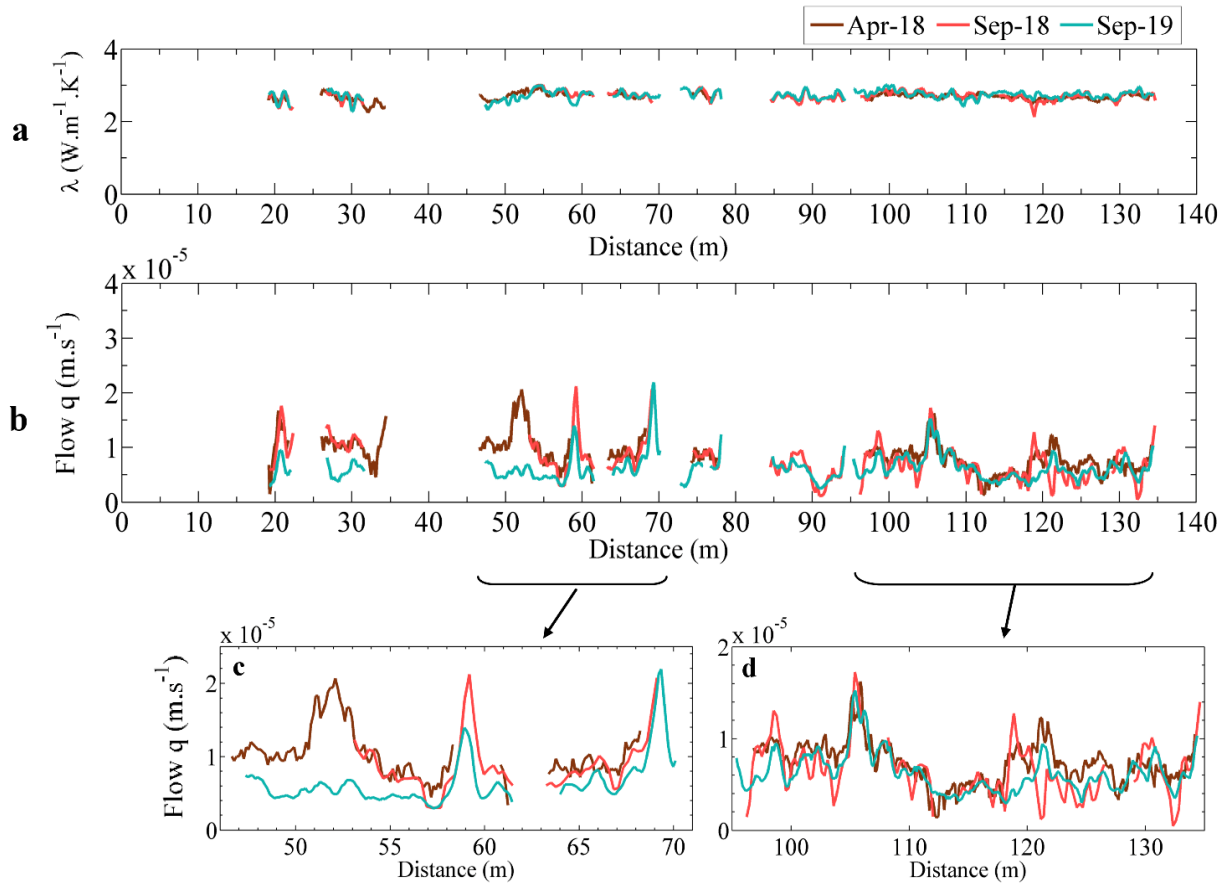 Apr-18 Sep-18 Sep-19
a
λ (W.m-1.K-1)
4
2
0
0 10 20 30 40 50 60 70 80 90 100 110 120 130 140
Distance (m)
x 10-5
b
Flow q (m.s-1)
4
3
2
1
0
0 10 20 30 40 50 60 70 80 90 100 110 120 130 140
Distance (m)
x 10-5
c
Flow q (m.s-1)
2
1
0
50 55 60 65 70
Distance (m)
x 10-5
d
2
1
0
100 110 120 130
Distance (m)